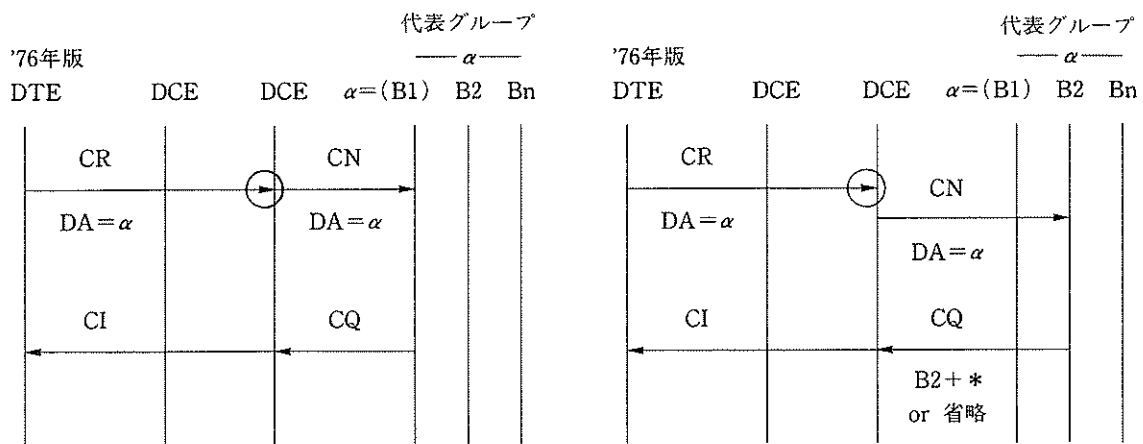 代表グループ
'76年版
α
DTE DCE DCE α=(B1) B2 Bn
CR CN
DA=α DA=α
CI CQ
代表グループ
'76年版
α
DTE DCE DCE α=(B1) B2 Bn
CR
CN
DA=α
DA=α
CI CQ
B2+*
or 省略